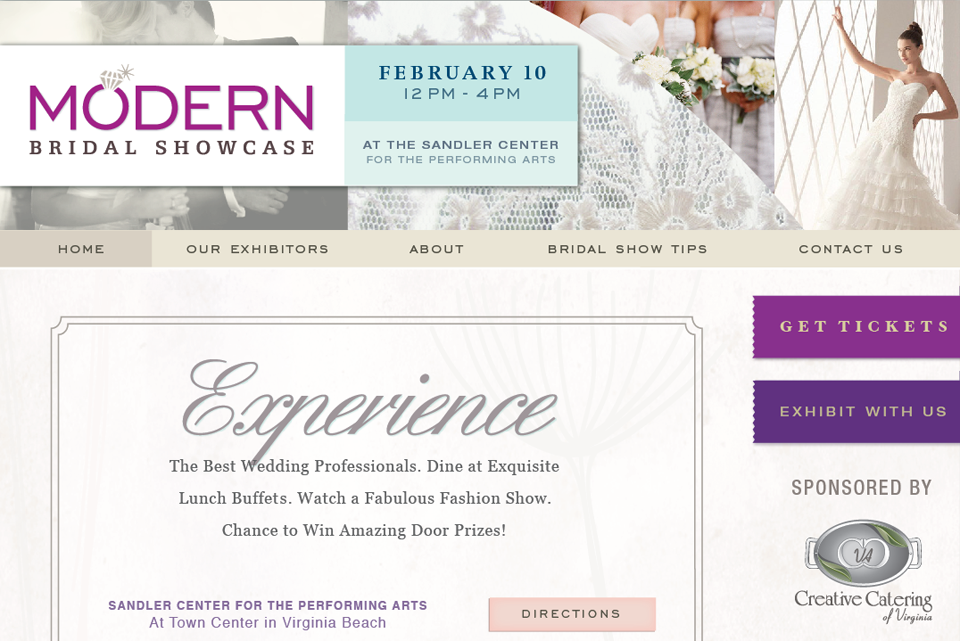 MODERN
BRIDAL SHOWCASE
FEBRUARY 10
12 PM - 4 PM
AT THE SANDLER CENTER
FOR THE PERFORMING ARTS
HOME
OUR EXHIBITORS
ABOUT
BRIDAL SHOW TIPS
CONTACT US
Experience
The Best Wedding Professionals. Dine at Exquisite
Lunch Buffets. Watch a Fabulous Fashion Show.
Chance to Win Amazing Door Prizes!
SANDLER CENTER FOR THE PERFORMING ARTS
At Town Center in Virginia Beach
DIRECTIONS
GET TICKETS
EXHIBIT WITH US
SPONSORED BY
VA
Creative Catering
of Virginia